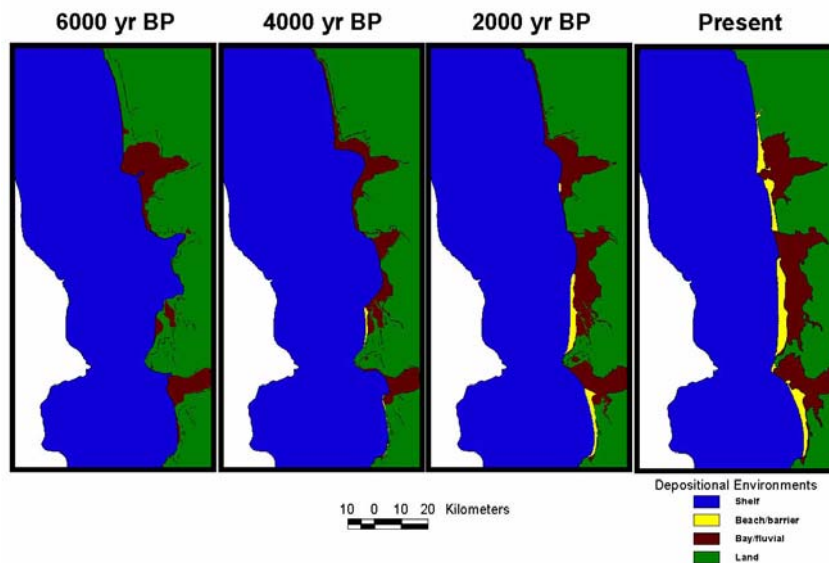 6000 yr BP
4000 yr BP
2000 yr BP
Present
10 0 10 20 Kilometers
Depositional Environments
Shelf
Beach/barrier
Bay/fluvial
Land